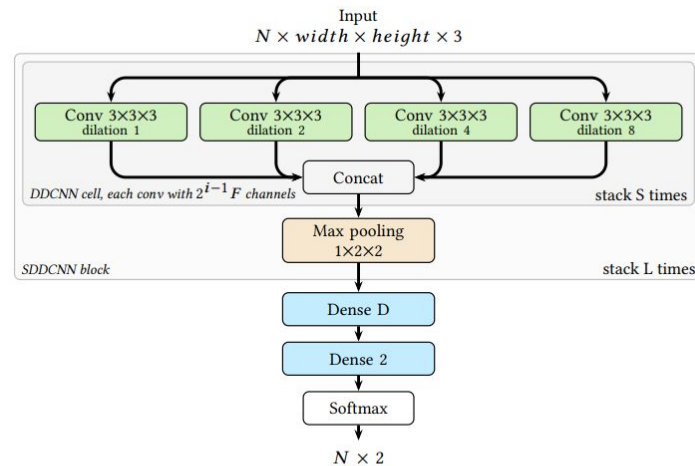 Input
N × width × height × 3
Conv 3×3×3
dilation 1
Conv 3×3×3
dilation 2
Conv 3×3×3
dilation 4
Conv 3×3×3
dilation 8
Concat
DDCNN cell, each conv with 2^{i−1} F channels
stack S times
Max pooling
1×2×2
SDDCNN block
stack L times
Dense D
Dense 2
Softmax
N × 2